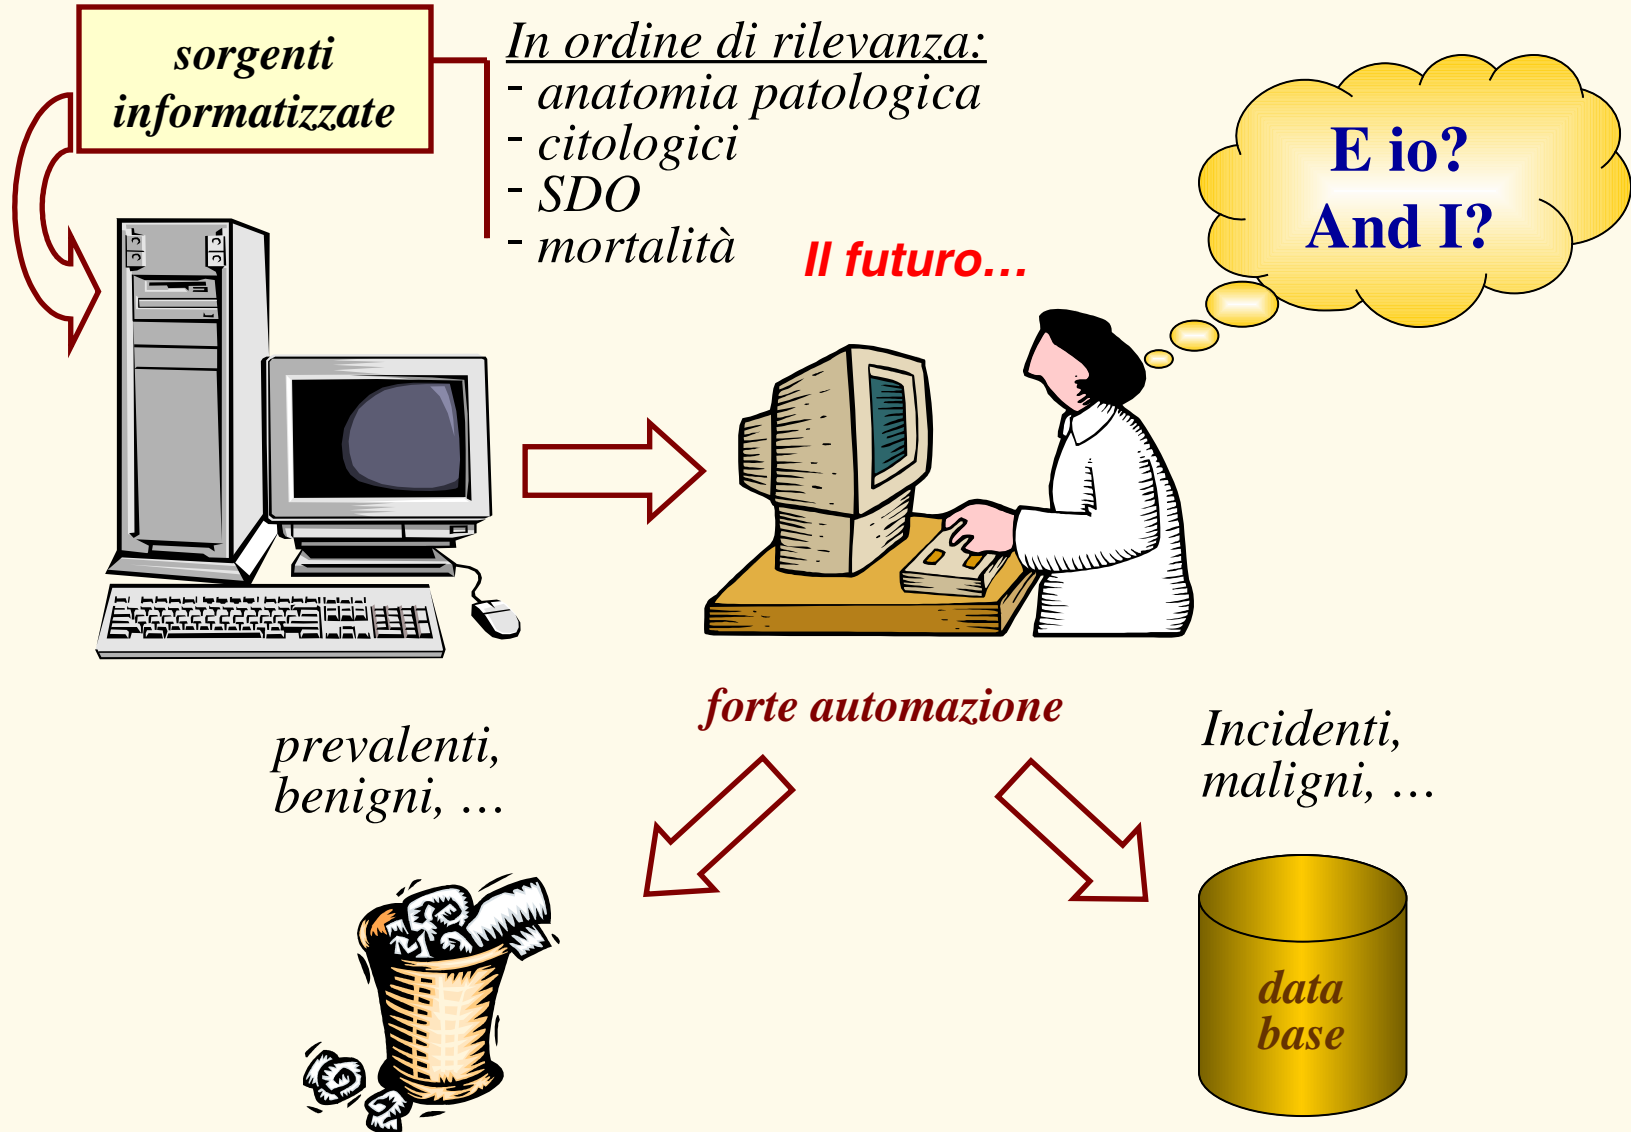 sorgenti
informatizzate
In ordine di rilevanza:
- anatomia patologica
- citologici
- SDO
- mortalità
E io?
And I?
Il futuro...
forte automazione
prevalenti,
benigni, ...
Incidenti,
maligni, ...
data
base